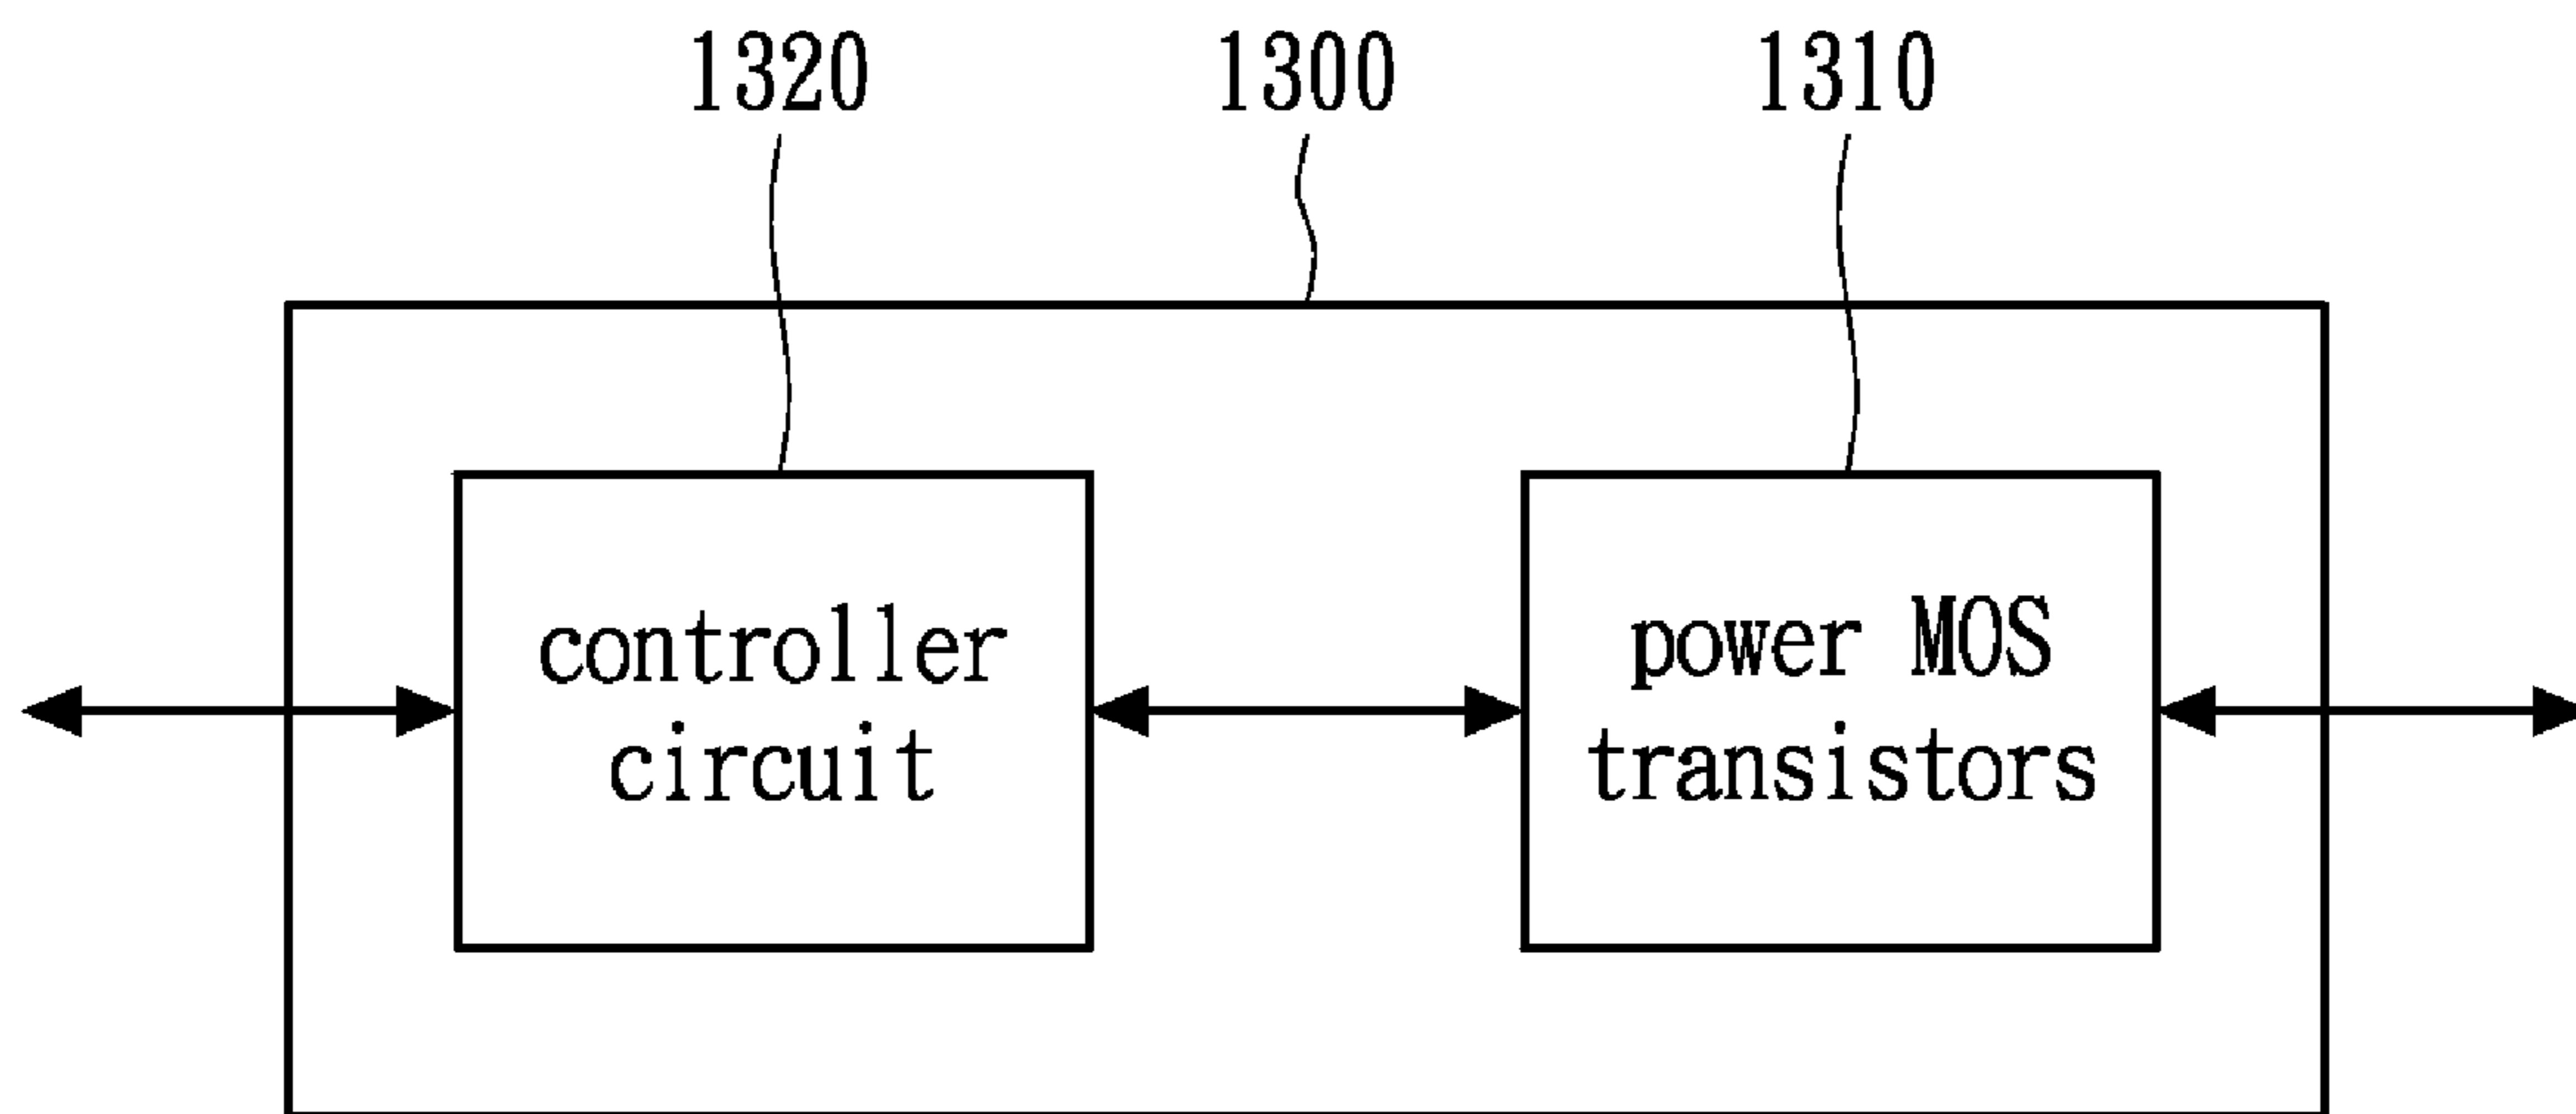 1320 1300 1310
controller
circuit
power MOS
transistors